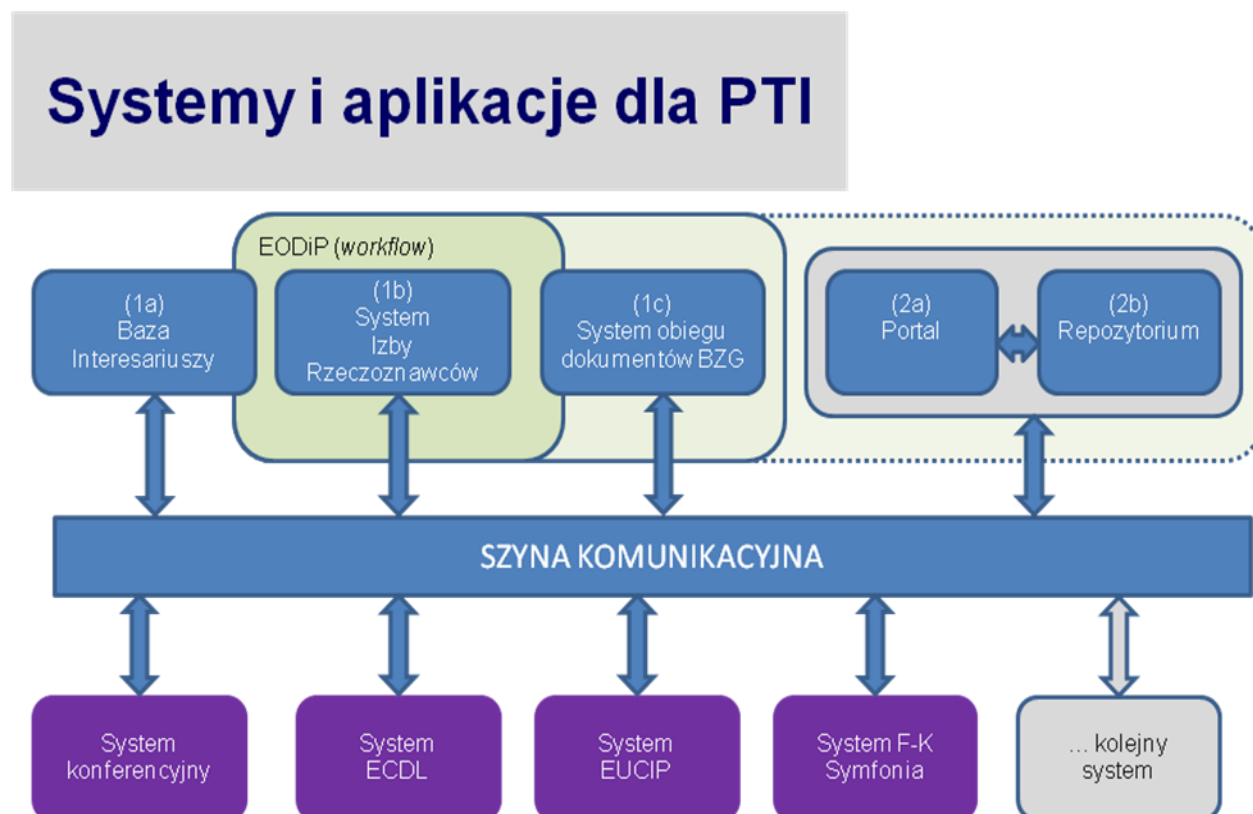 Systemy i aplikacje dla PTI
EODiP (workflow)
(1a)
Baza
Interesariuszy
(1b)
System
Izby
Rzeczoznawców
(1c)
System obiegu
dokumentów BZG
(2a)
Portal
(2b)
Repozytorium
SZYNA KOMUNIKACYJNA
System
konferencyjny
System
ECDL
System
EUCIP
System F-K
Symfonia
... kolejny
system